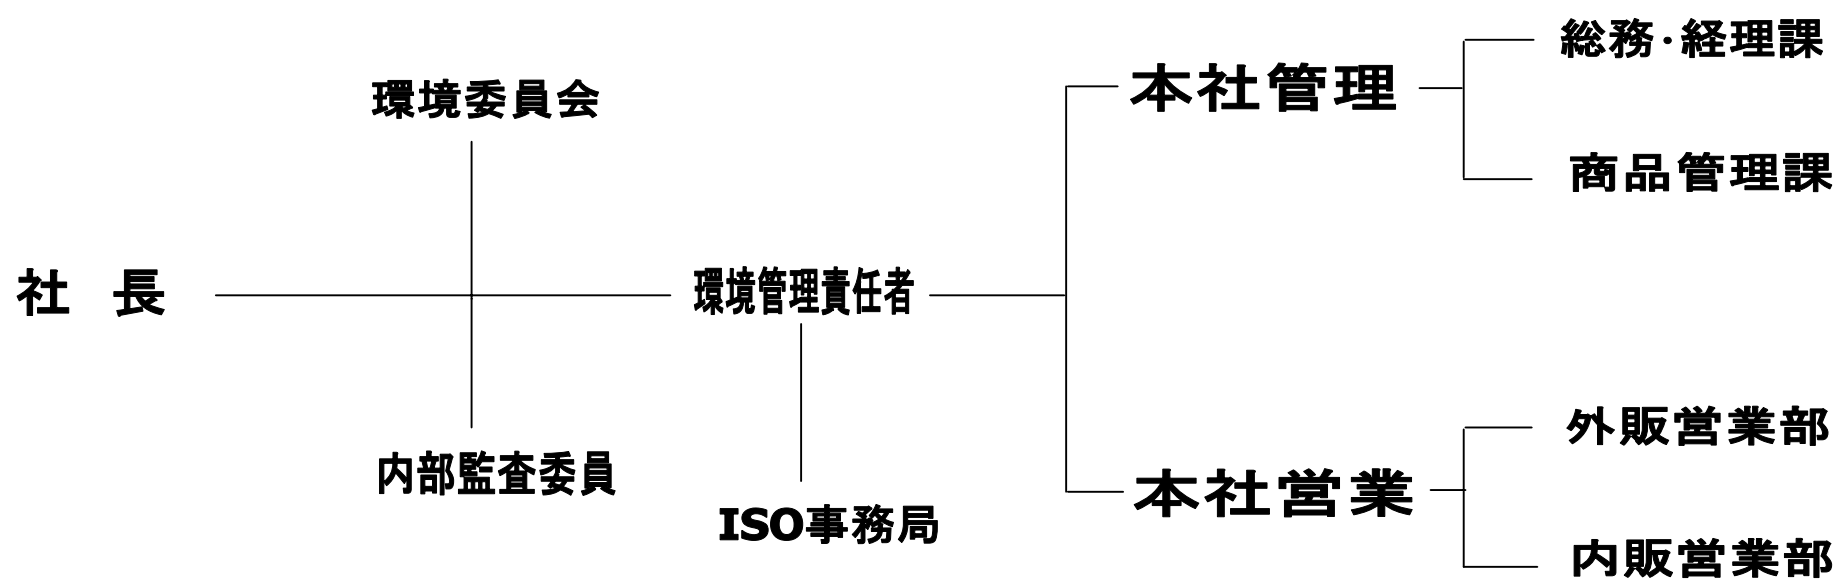 社 長
環境委員会
内部監査委員
環境管理責任者
ISO事務局
本社管理
総務・経理課
商品管理課
本社営業
外販営業部
内販営業部